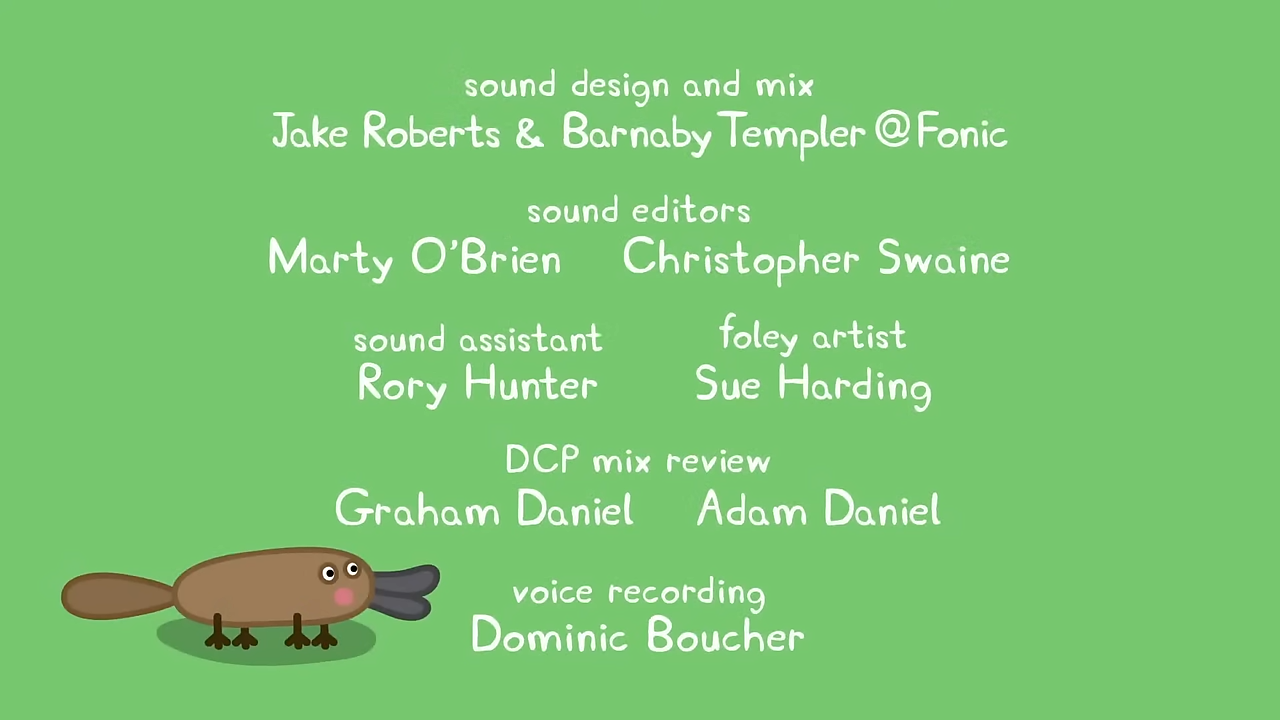 sound design and mix
Jake Roberts & Barnaby Templer @Fonic
sound editors
Marty O'Brien Christopher Swaine
sound assistant foley artist
Rory Hunter Sue Harding
DCP mix review
Graham Daniel Adam Daniel
voice recording
Dominic Boucher